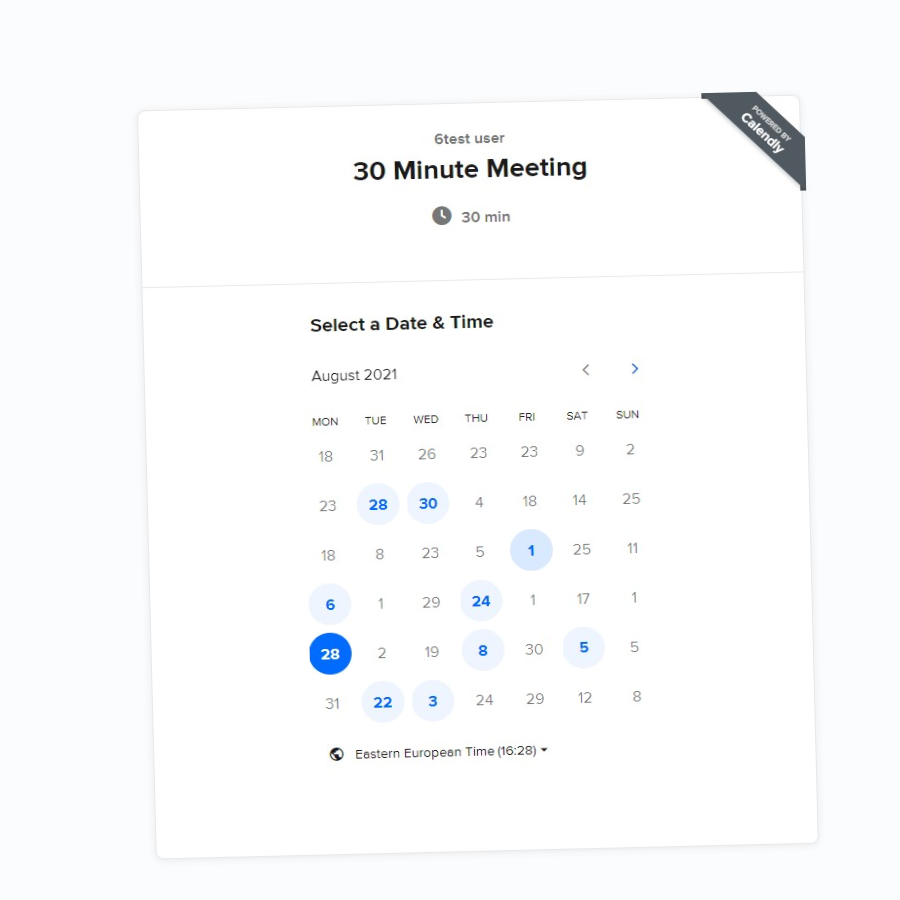 POWERED BY
Calendly
6test user
30 Minute Meeting
30 min
Select a Date & Time
August 2021
MON TUE WED THU FRI SAT SUN
18 31 26 23 23 9 2
23 28 30 4 18 14 25
18 8 23 5 1 25 11
6 1 29 24 1 17 1
28 2 19 8 30 5 5
31 22 3 24 29 12 8
Eastern European Time (16:28)